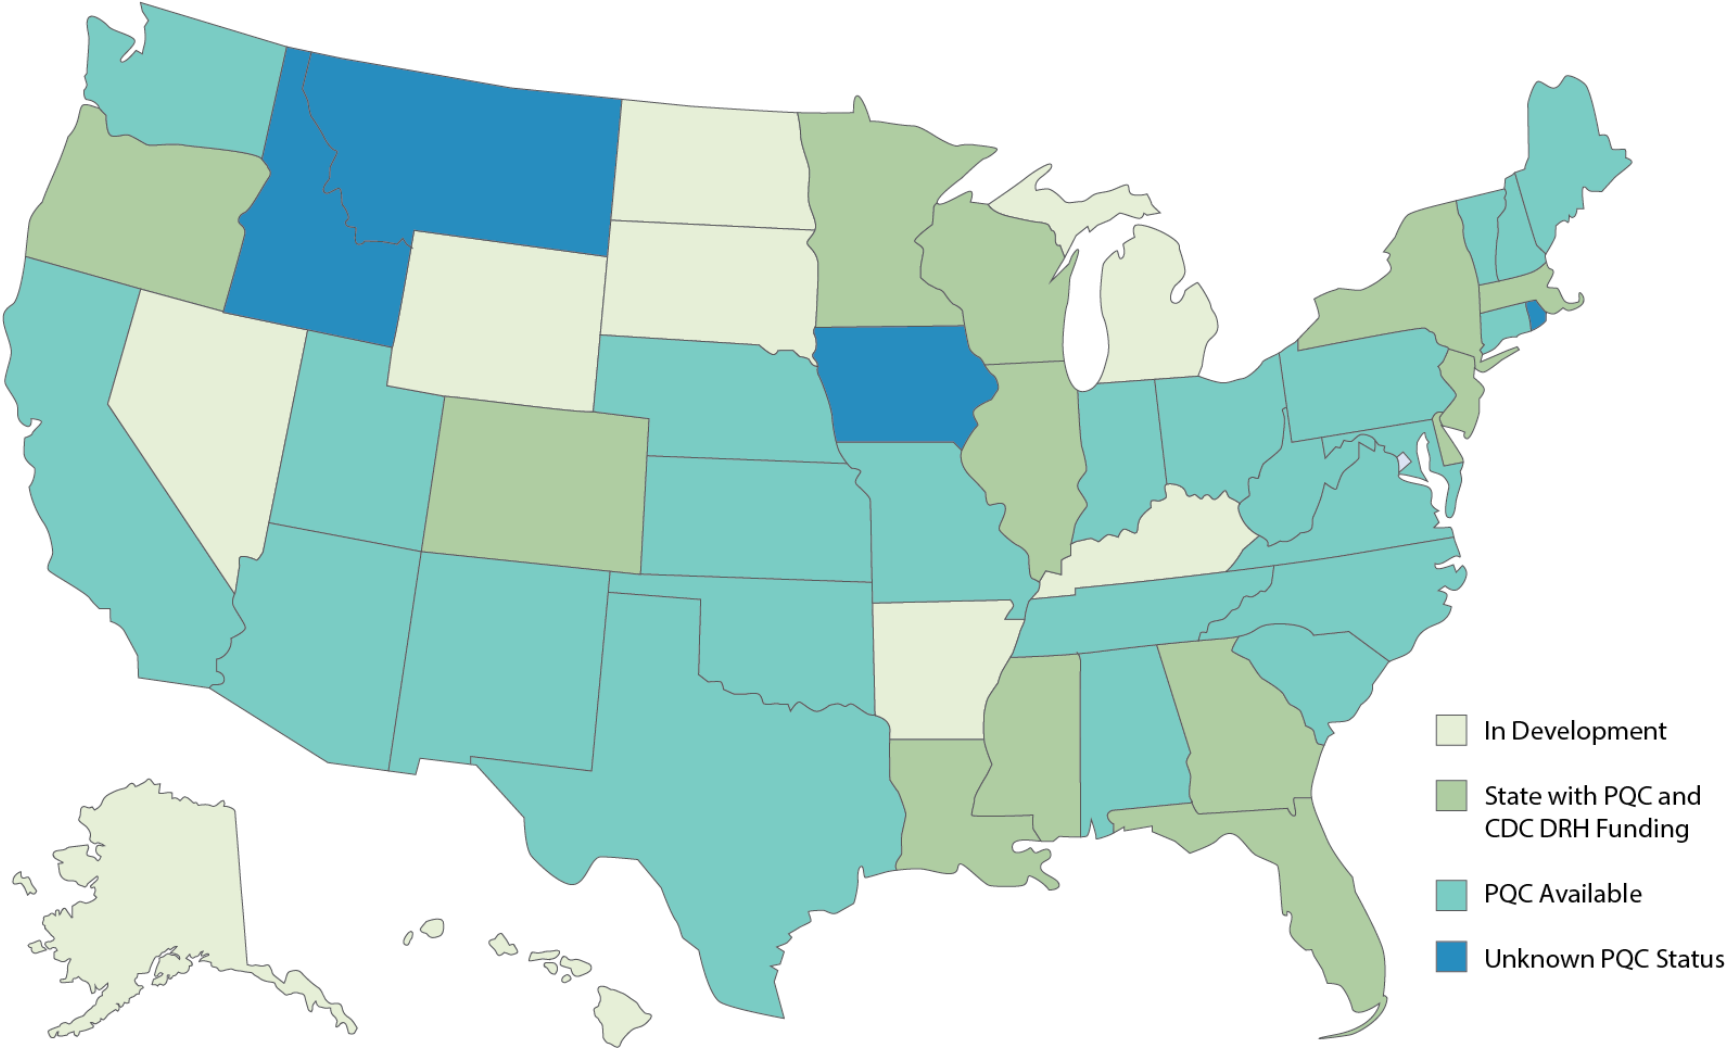 In Development
State with PQC and
CDC DRH Funding
PQC Available
Unknown PQC Status